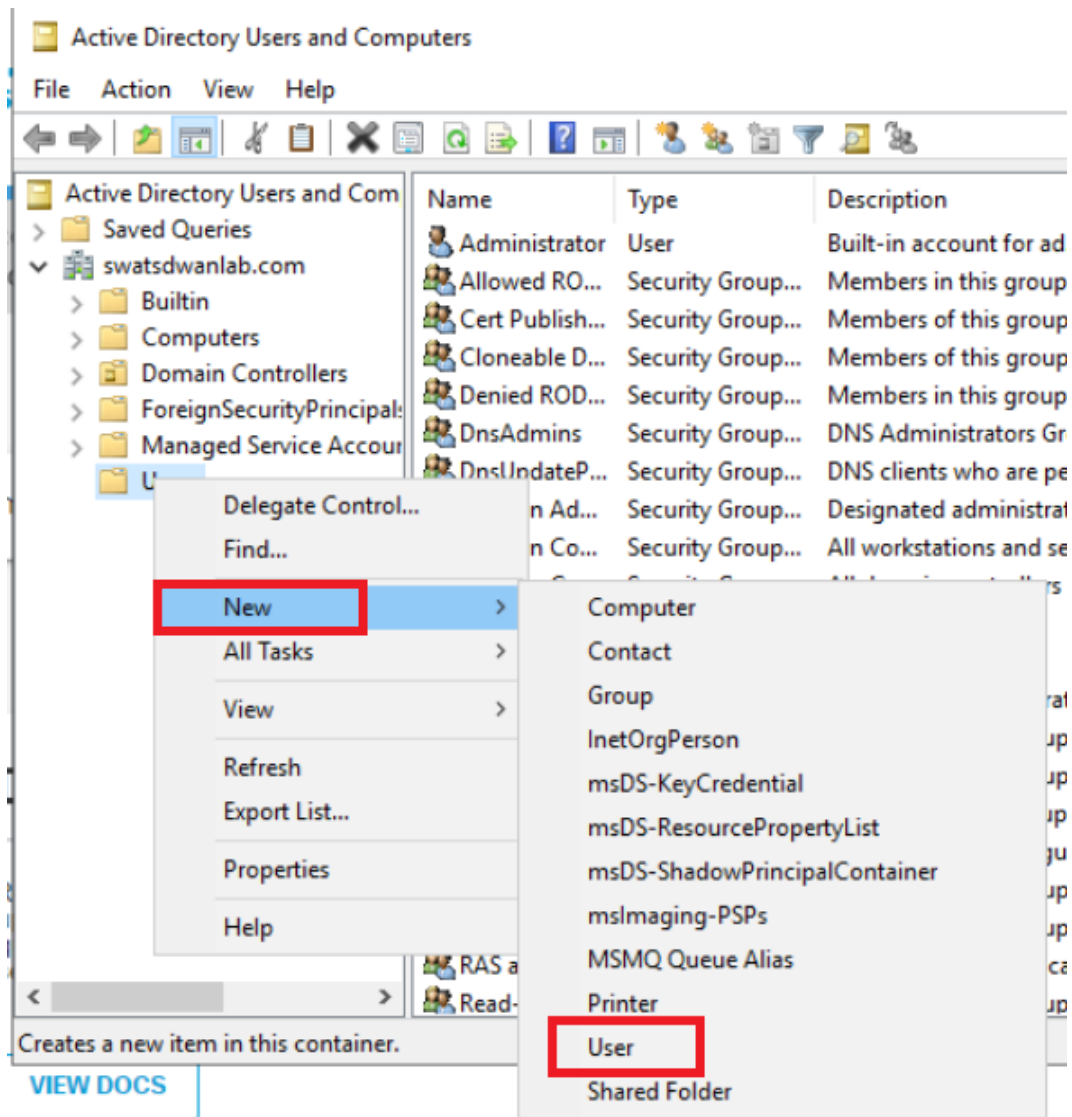 Active Directory Users and Computers
File Action View Help
Active Directory Users and Com
Saved Queries
swatsdwanlab.com
Builtin
Computers
Domain Controllers
ForeignSecurityPrincipals
Managed Service Accour
Name Type Description
Administrator User Built-in account for ad
Allowed RO... Security Group... Members in this group
Cert Publish... Security Group... Members of this group
Cloneable D... Security Group... Members of this group
Denied ROD... Security Group... Members in this group
DnsAdmins Security Group... DNS Administrators Gr
DnsUpdateP... Security Group... DNS clients who are pe
n Ad... Security Group... Designated administrat
n Co... Security Group... All workstations and se
Delegate Control...
Find...
New
All Tasks
View
Refresh
Export List...
Properties
Help
Computer
Contact
Group
InetOrgPerson
msDS-KeyCredential
msDS-ResourcePropertyList
msDS-ShadowPrincipalContainer
msImaging-PSPs
MSMQ Queue Alias
Printer
User
Shared Folder
RAS a
Read-
Creates a new item in this container.
VIEW DOCS